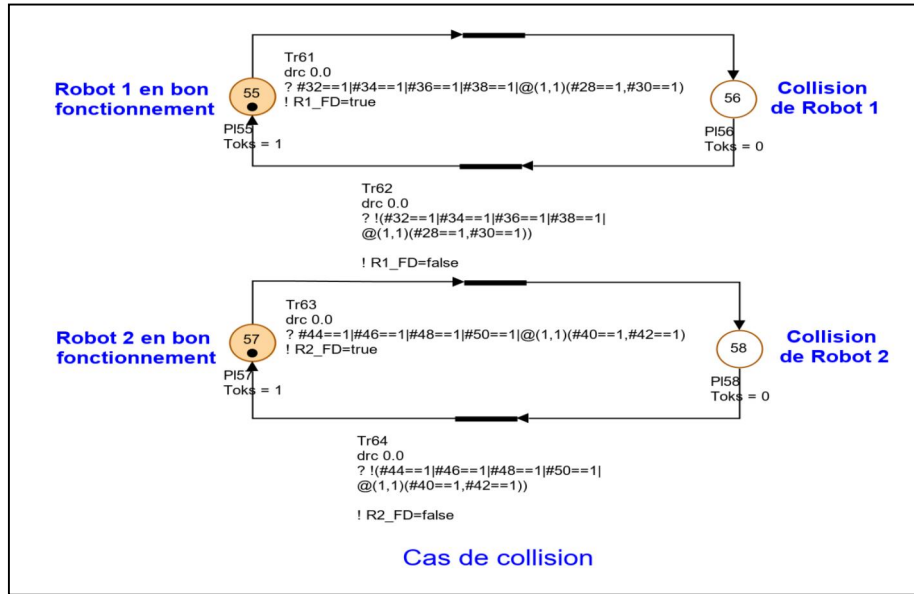 Tr61
drc 0.0
? #32==1|#34==1|#36==1|#38==1|@(1,1)(#28==1,#30==1)
! R1_FD=true
Robot 1 en bon
fonctionnement
55
Pl55
Toks = 1
56
Pl56
Toks = 0
Collision
de Robot 1
Tr62
drc 0.0
? !(#32==1|#34==1|#36==1|#38==1|
@(1,1)(#28==1,#30==1))
! R1_FD=false
Tr63
drc 0.0
? #44==1|#46==1|#48==1|#50==1|@(1,1)(#40==1,#42==1)
! R2_FD=true
Robot 2 en bon
fonctionnement
57
Pl57
Toks = 1
58
Pl58
Toks = 0
Collision
de Robot 2
Tr64
drc 0.0
? !(#44==1|#46==1|#48==1|#50==1|
@(1,1)(#40==1,#42==1))
! R2_FD=false
Cas de collision